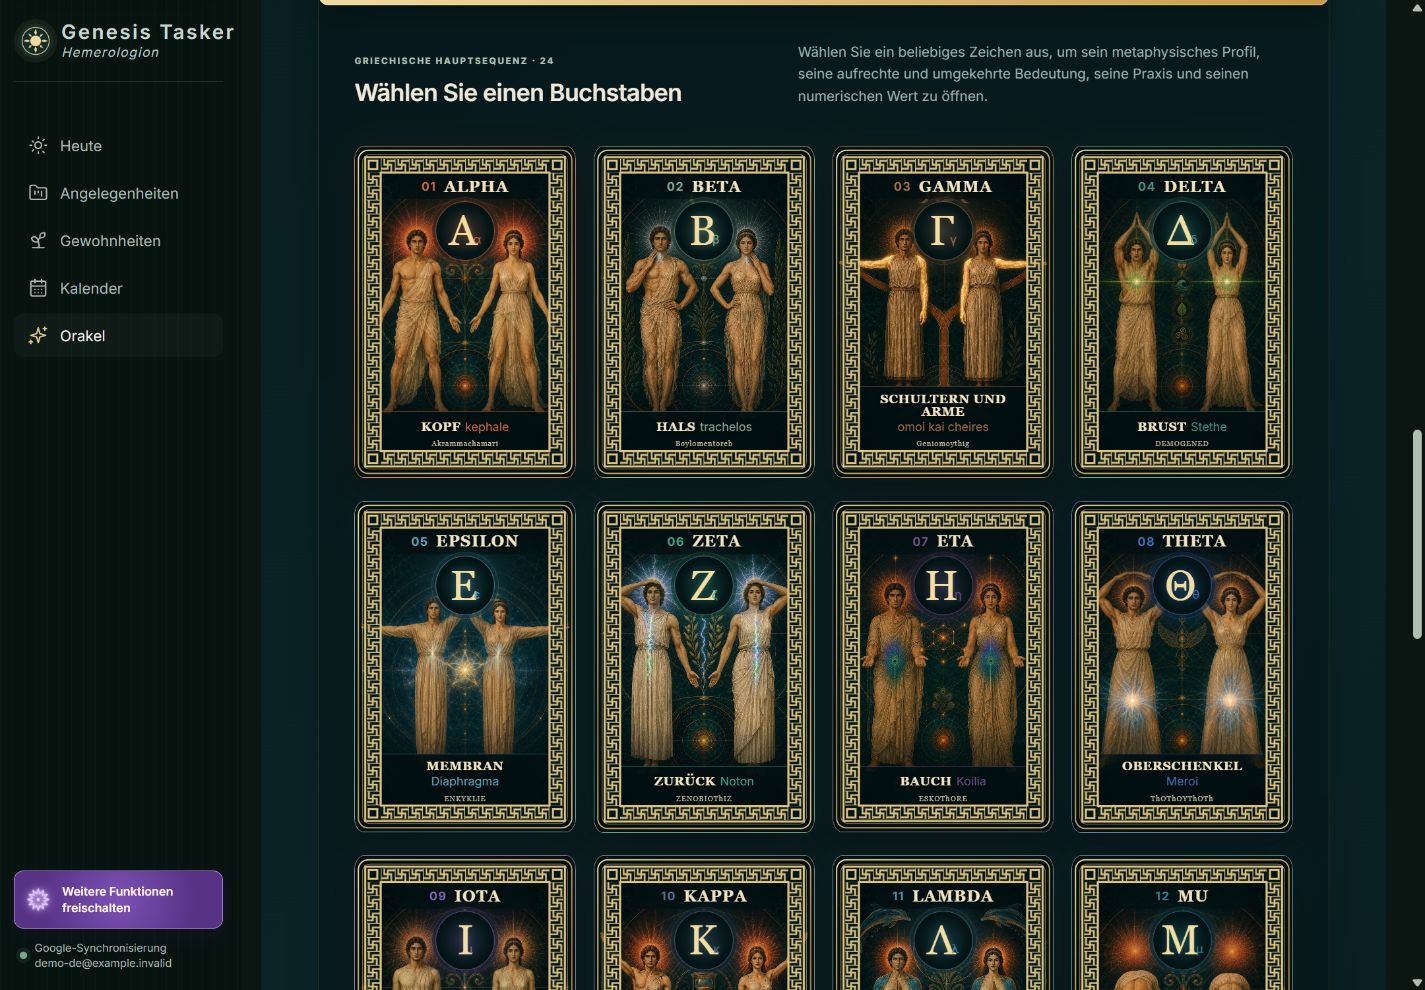 Genesis Tasker
Hemerologion
Heute
Angelegenheiten
Gewohnheiten
Kalender
Orakel
Weitere Funktionen
freischalten
Google-Synchronisierung
demo-de@example.invalid
GRIECHISCHE HAUPTSEQUENZ · 24
Wählen Sie einen Buchstaben
Wählen Sie ein beliebiges Zeichen aus, um sein metaphysisches Profil,
seine aufrechte und umgekehrte Bedeutung, seine Praxis und seinen
numerischen Wert zu öffnen.
01 ALPHA
Α α
KOPF kephale
Akrammachamari
02 BETA
Β β
HALS trachelos
Boylomentoreb
03 GAMMA
Γ γ
SCHULTERN UND
ARME
omoi kai cheires
Geniomoythig
04 DELTA
Δ δ
BRUST Stethe
DEMOGENED
05 EPSILON
Ε ε
MEMBRAN
Diaphragma
ENKYKLIE
06 ZETA
Ζ ζ
ZURÜCK Noton
ZENOBIOThIZ
07 ETA
Η η
BAUCH Koilia
ESKOThORE
08 THETA
Θ θ
OBERSCHENKEL
Meroi
ThOThOYThOTh
09 IOTA
Ι
10 KAPPA
Κ κ
11 LAMBDA
Λ λ
12 MU
Μ μ